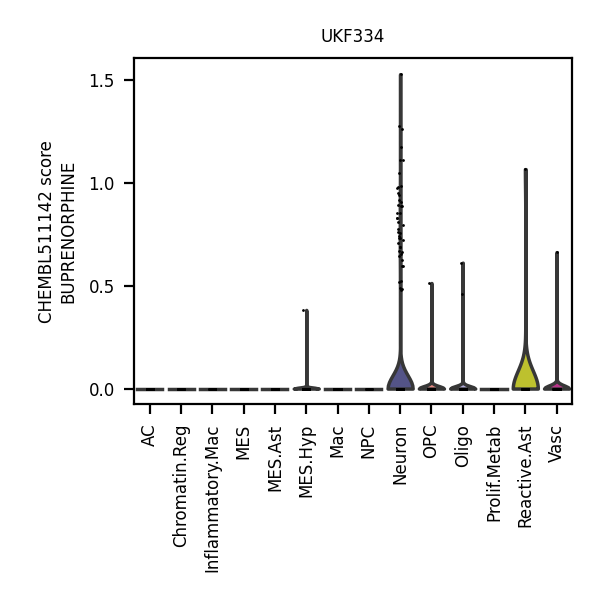 UKF334
CHEMBL511142 score
BUPRENORPHINE
1.5
1.0
0.5
0.0
AC
Chromatin.Reg
Inflammatory.Mac
MES
MES.Ast
MES.Hyp
Mac
NPC
Neuron
OPC
Oligo
Prolif.Metab
Reactive.Ast
Vasc